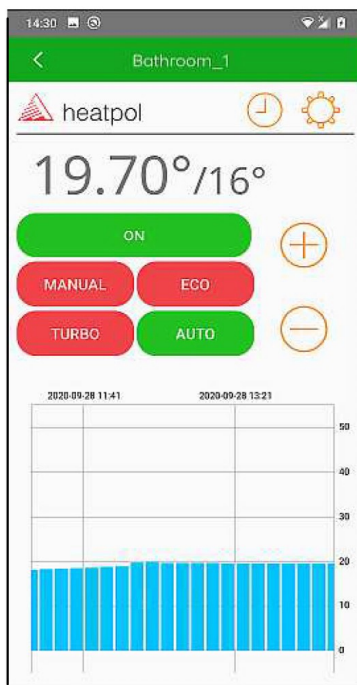 14:30
Bathroom_1
heatpol
19.70°/16°
ON
MANUAL ECO
TURBO AUTO
2020-09-28 11:41 2020-09-28 13:21
50
40
30
20
10
0